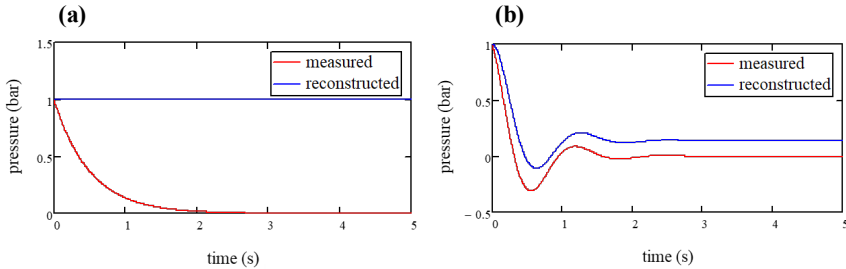 (a)
1.5
1
0.5
0
pressure (bar)
measured
reconstructed
0 1 2 3 4 5
time (s)
(b)
1
0.5
0
− 0.5
pressure (bar)
measured
reconstructed
0 1 2 3 4 5
time (s)